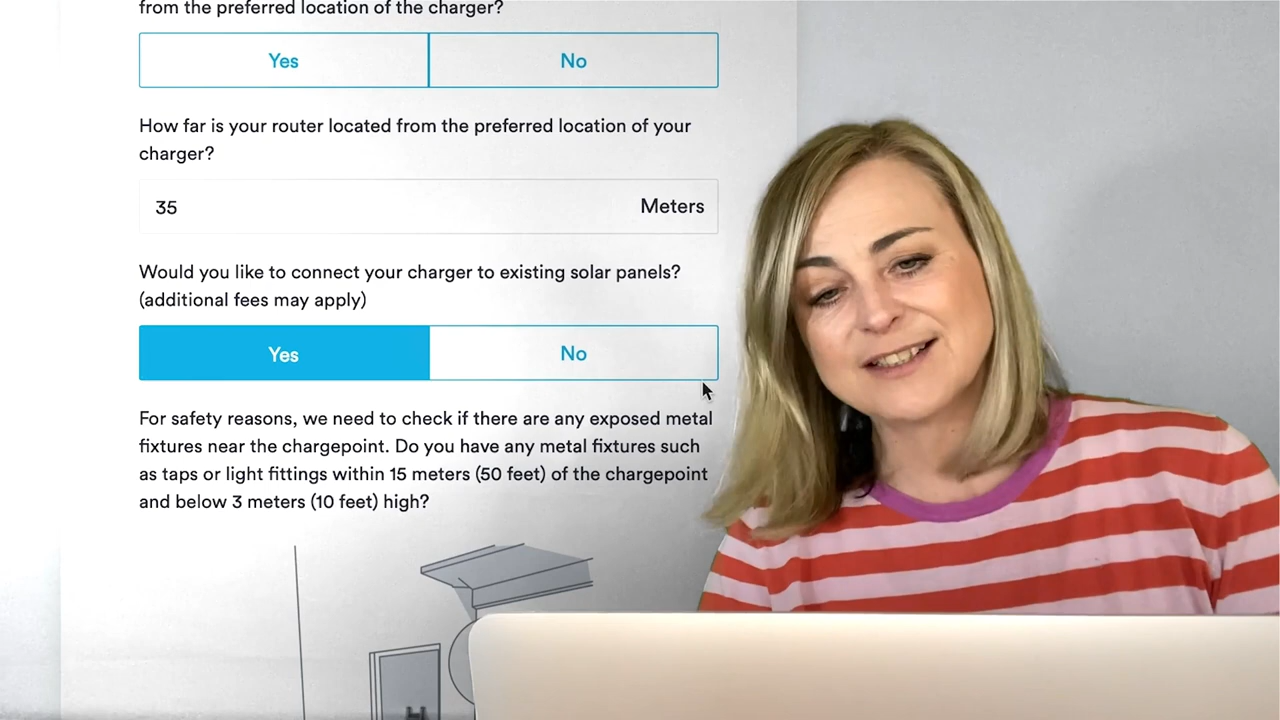 from the preferred location of the charger?
Yes
No
How far is your router located from the preferred location of your
charger?
35
Meters
Would you like to connect your charger to existing solar panels?
(additional fees may apply)
Yes
No
For safety reasons, we need to check if there are any exposed metal
fixtures near the chargepoint. Do you have any metal fixtures such
as taps or light fittings within 15 meters (50 feet) of the chargepoint
and below 3 meters (10 feet) high?